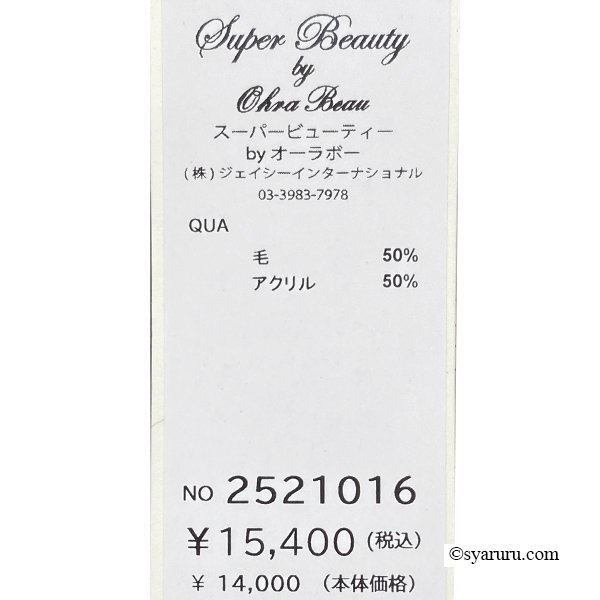 Super Beauty
by
Ohra Beau
スーパービューティー
by オーラボー
(株)ジェイシーインターナショナル
03-3983-7978
QUA
毛 50%
アクリル 50%
NO 2521016
¥15,400(税込)
¥ 14,000 (本体価格)
©syaruru.com